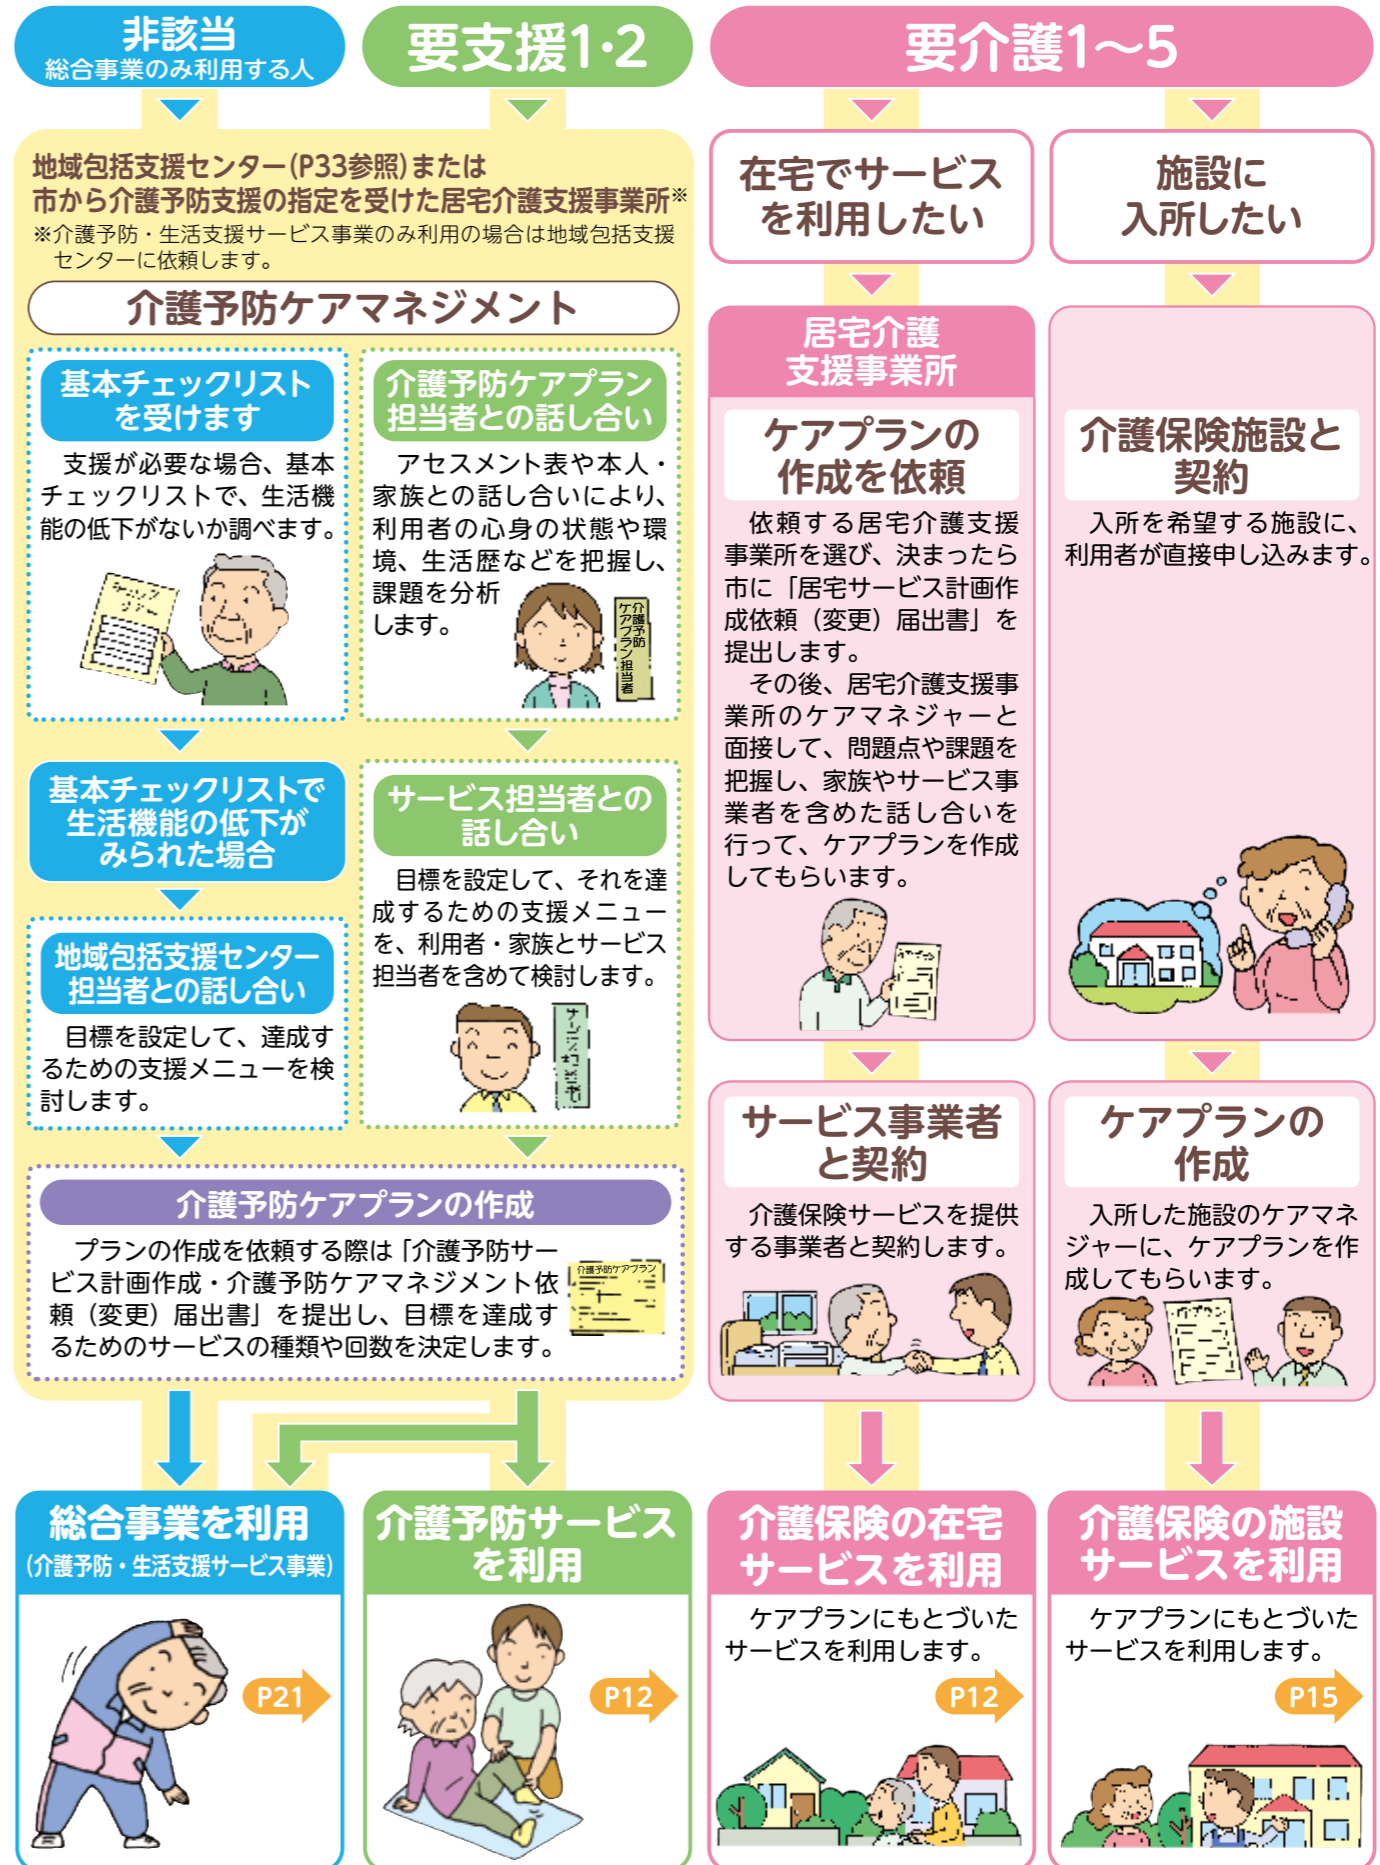 非該当
総合事業のみ利用する人
要支援1・2
要介護1～5
地域包括支援センター(P33参照)または
市から介護予防支援の指定を受けた居宅介護支援事業所※
※介護予防・生活支援サービス事業のみ利用の場合は地域包括支援
センターに依頼します。
介護予防ケアマネジメント
基本チェックリスト
を受けます
支援が必要な場合、基本
チェックリストで、生活機
能の低下がないか調べます。
チェック
リスト
基本チェックリストで
生活機能の低下が
みられた場合
地域包括支援センター
担当者との話し合い
目標を設定して、達成す
るための支援メニューを検
討します。
介護予防ケアプラン
担当者との話し合い
アセスメント表や本人・
家族との話し合いにより、
利用者の心身の状態や環
境、生活歴などを把握し、
課題を分析
します。
介護予防
ケアプラン担当者
サービス担当者との
話し合い
目標を設定して、それを達
成するための支援メニュー
を、利用者・家族とサービス
担当者を含めて検討します。
サービス担当者
介護予防ケアプランの作成
プランの作成を依頼する際は「介護予防サー
ビス計画作成・介護予防ケアマネジメント依
頼（変更）届出書」を提出し、目標を達成す
るためのサービスの種類や回数を決定します。
介護予防ケアプラン
在宅でサービス
を利用したい
居宅介護
支援事業所
ケアプランの
作成を依頼
依頼する居宅介護支援
事業所を選び、決まったら
市に「居宅サービス計画作
成依頼（変更）届出書」を
提出します。
その後、居宅介護支援事
業所のケアマネジャーと
面接して、問題点や課題を
把握し、家族やサービス事
業者を含めた話し合いを
行って、ケアプランを作成
してもらいます。
サービス事業者
と契約
介護保険サービスを提供
する事業者と契約します。
施設に
入所したい
介護保険施設と
契約
入所を希望する施設に、
利用者が直接申し込みます。
ケアプランの
作成
入所した施設のケアマネ
ジャーに、ケアプランを作
成してもらいます。
総合事業を利用
(介護予防・生活支援サービス事業)
P21
介護予防サービス
を利用
P12
介護保険の在宅
サービスを利用
ケアプランにもとづいた
サービスを利用します。
P12
介護保険の施設
サービスを利用
ケアプランにもとづいた
サービスを利用します。
P15